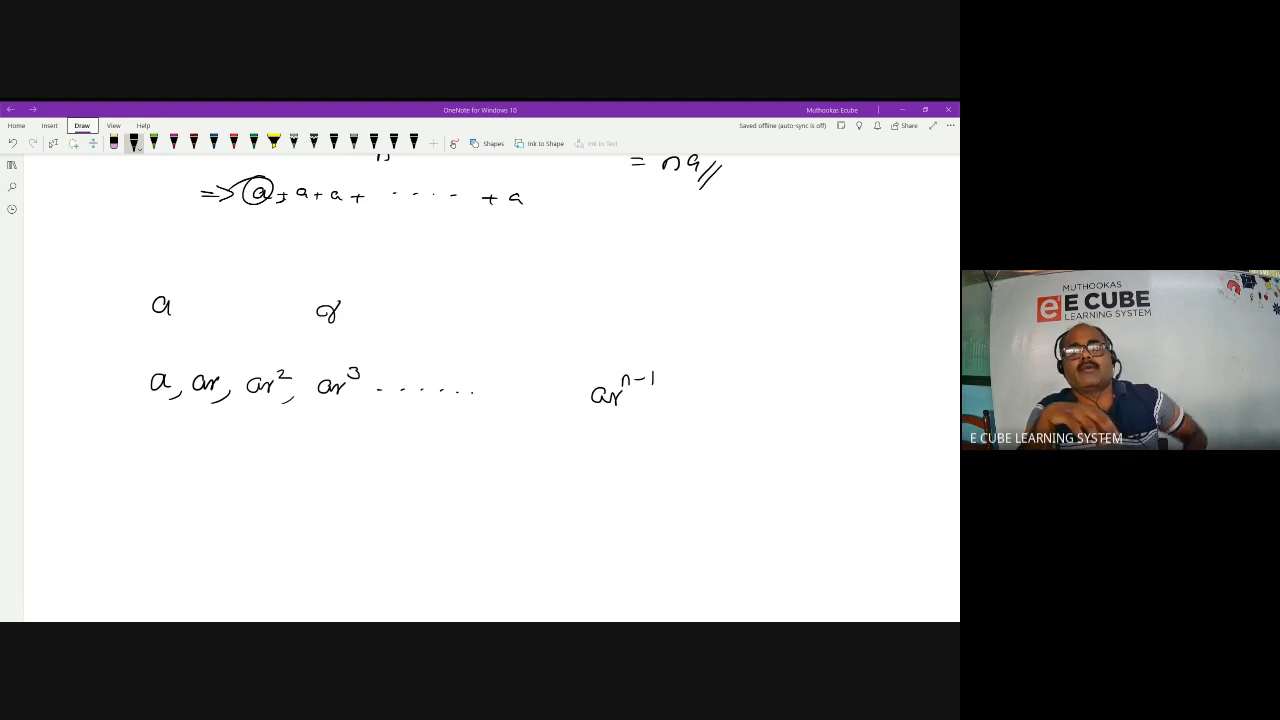 OneNote for Windows 10
Muthookas Ecube
Home Insert Draw View Help
Saved offline (auto-sync is off)
Share
Shapes
Ink to Shape
Ink to Text
= na//
=> a + a + a + ..... + a
a r
a, ar, ar², ar³ ...... arⁿ⁻¹
MUTHOOKAS
e³ E CUBE
LEARNING SYSTEM
E CUBE LEARNING SYSTEM